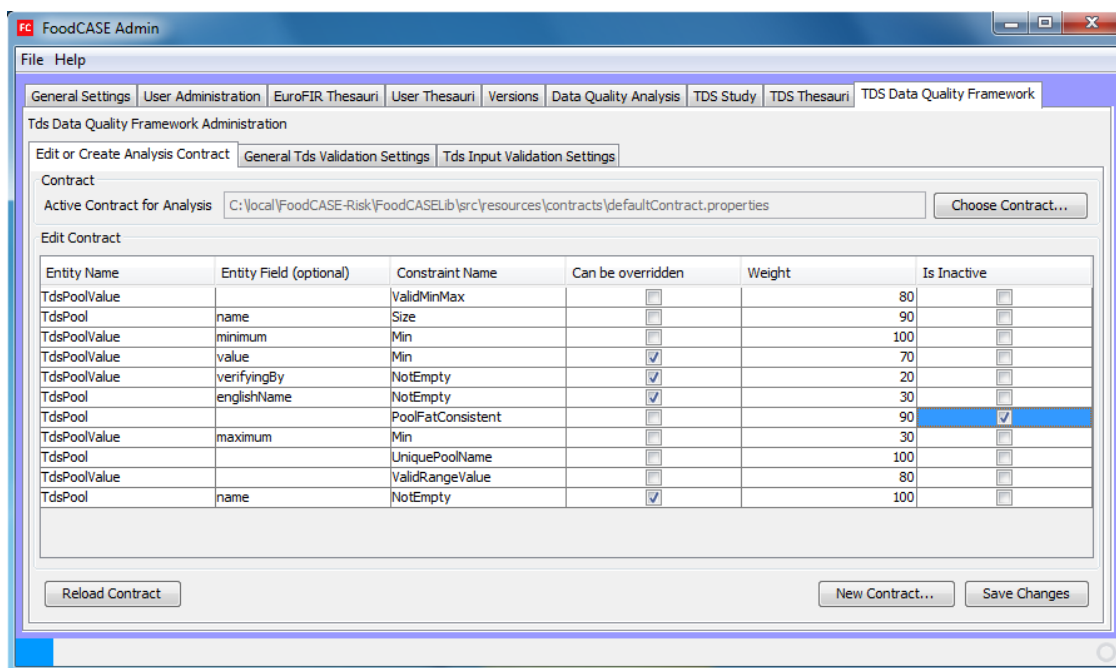 FC FoodCASE Admin
File Help
General Settings User Administration EuroFIR Thesauri User Thesauri Versions Data Quality Analysis TDS Study TDS Thesauri TDS Data Quality Framework
Tds Data Quality Framework Administration
Edit or Create Analysis Contract General Tds Validation Settings Tds Input Validation Settings
Contract
Active Contract for Analysis C:\local\FoodCASE-Risk\FoodCASELib\src\resources\contracts\defaultContract.properties Choose Contract...
Edit Contract
Entity Name Entity Field (optional) Constraint Name Can be overridden Weight Is Inactive
TdsPoolValue ValidMinMax 80
TdsPool name Size 90
TdsPoolValue minimum Min 100
TdsPoolValue value Min 70
TdsPoolValue verifyingBy NotEmpty 20
TdsPool englishName NotEmpty 30
TdsPool PoolFatConsistent 90
TdsPoolValue maximum Min 30
TdsPool UniquePoolName 100
TdsPoolValue ValidRangeValue 80
TdsPool name NotEmpty 100
Reload Contract New Contract... Save Changes